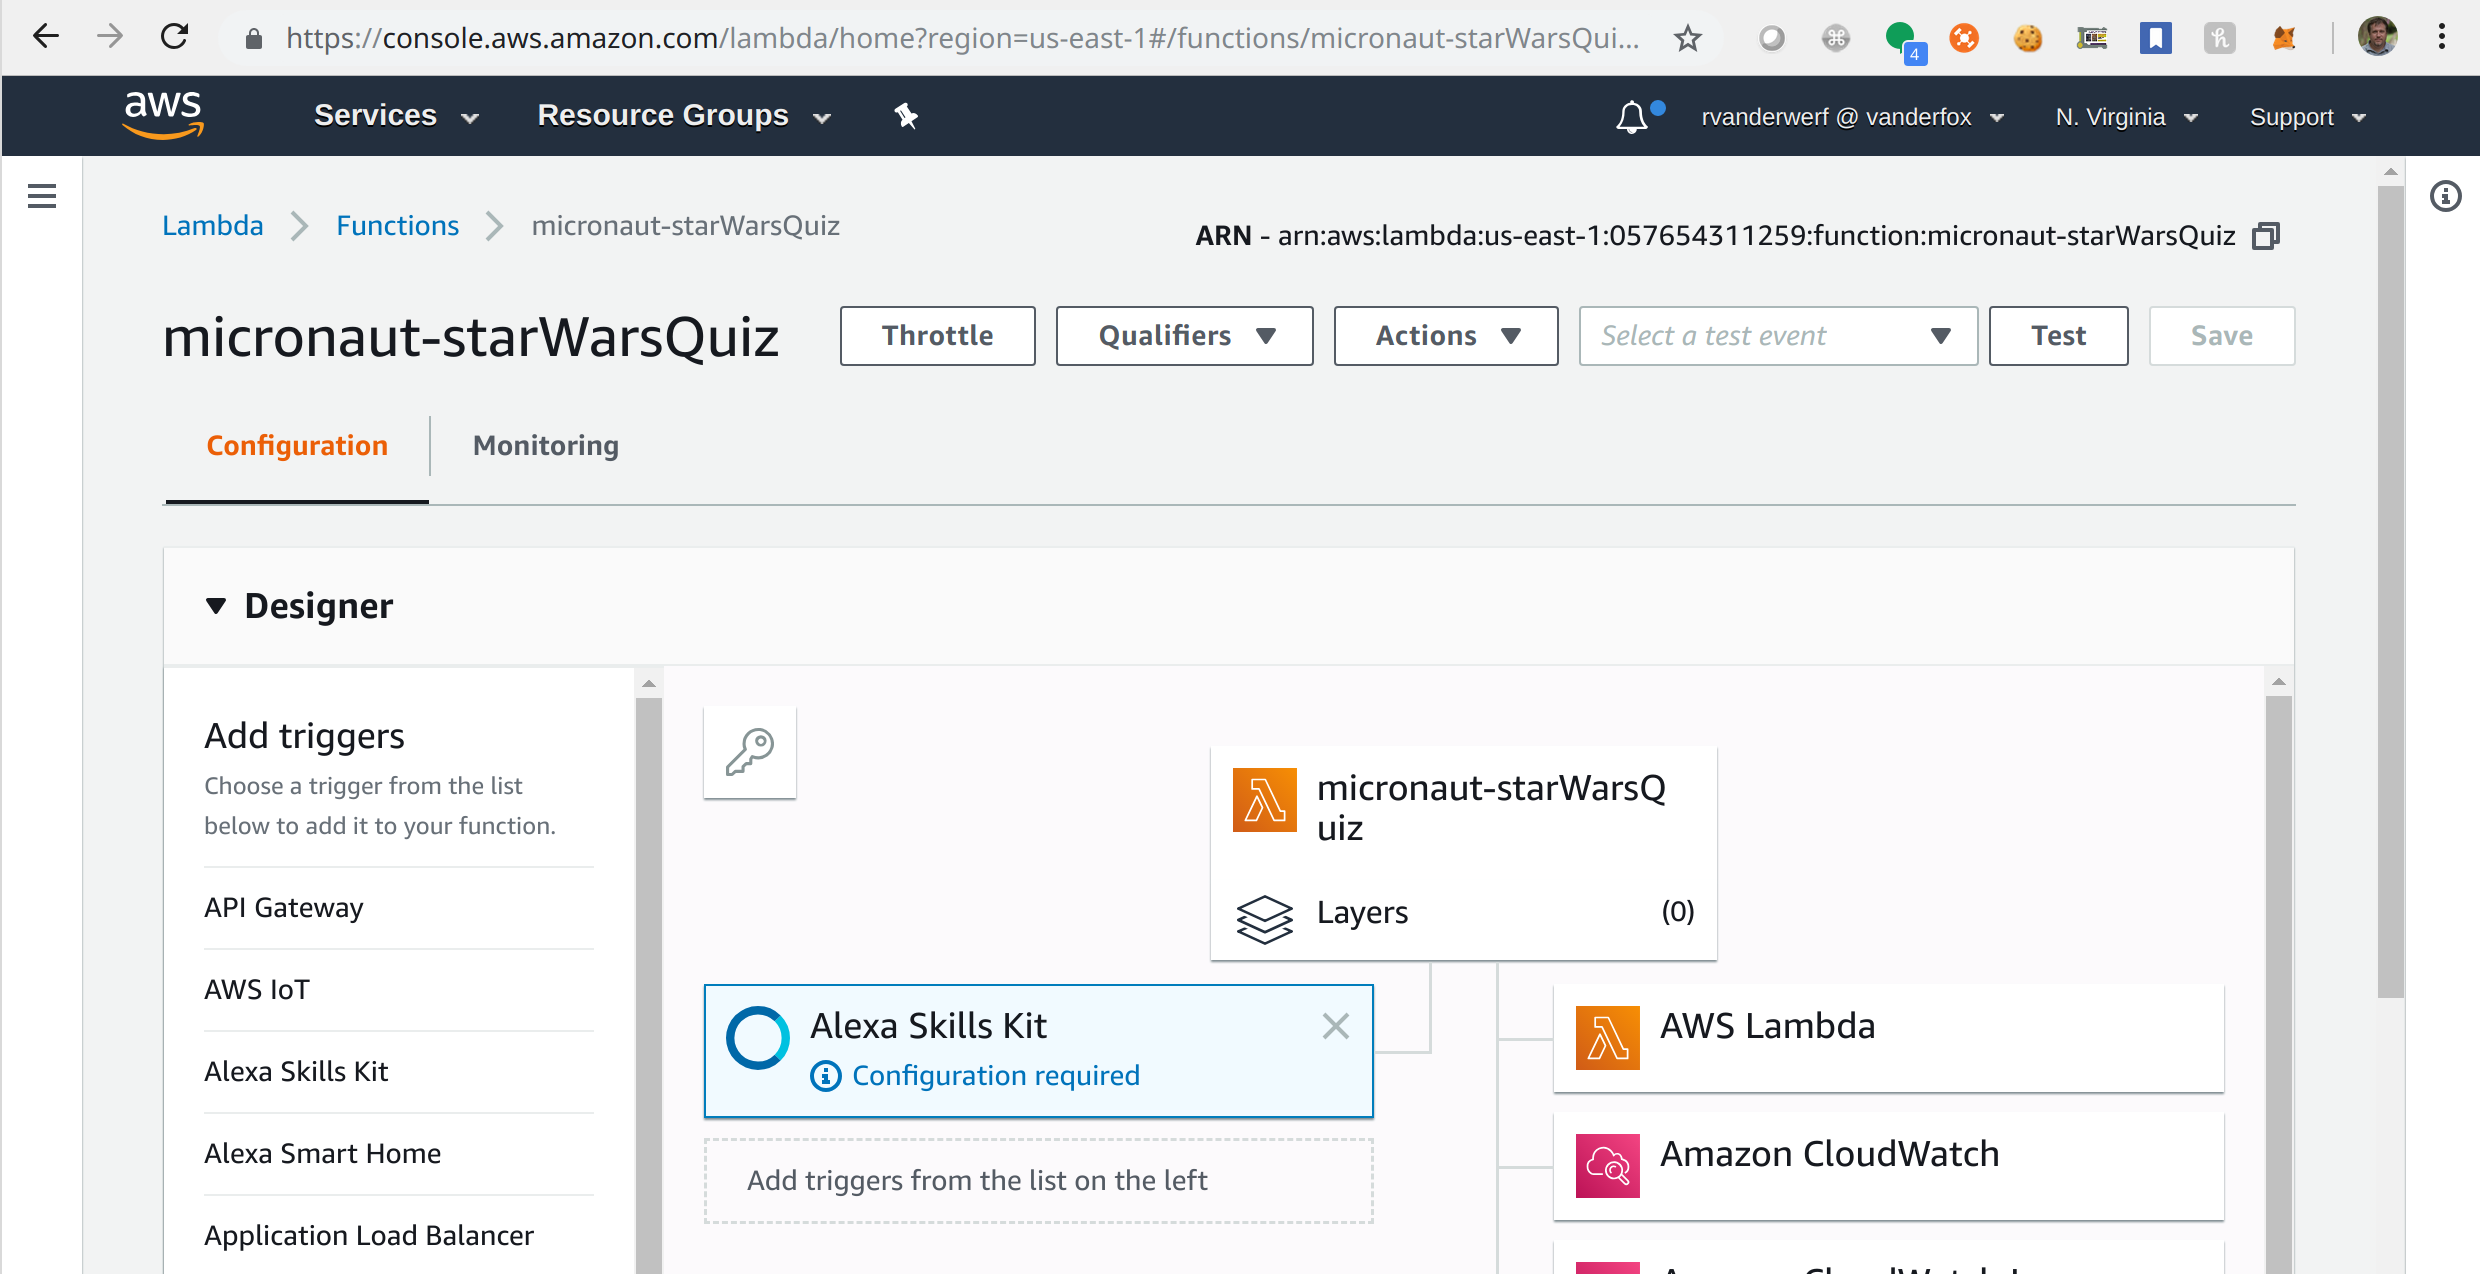 https://console.aws.amazon.com/lambda/home?region=us-east-1#/functions/micronaut-starWarsQui...
4
aws
Services
Resource Groups
rvanderwerf @ vanderfox
N. Virginia
Support
Lambda
Functions
micronaut-starWarsQuiz
ARN - arn:aws:lambda:us-east-1:057654311259:function:micronaut-starWarsQuiz
micronaut-starWarsQuiz
Throttle
Qualifiers
Actions
Select a test event
Test
Save
Configuration
Monitoring
Designer
Add triggers
Choose a trigger from the list
below to add it to your function.
API Gateway
AWS IoT
Alexa Skills Kit
Alexa Smart Home
Application Load Balancer
micronaut-starWarsQ
uiz
Layers
(0)
Alexa Skills Kit
Configuration required
Add triggers from the list on the left
AWS Lambda
Amazon CloudWatch